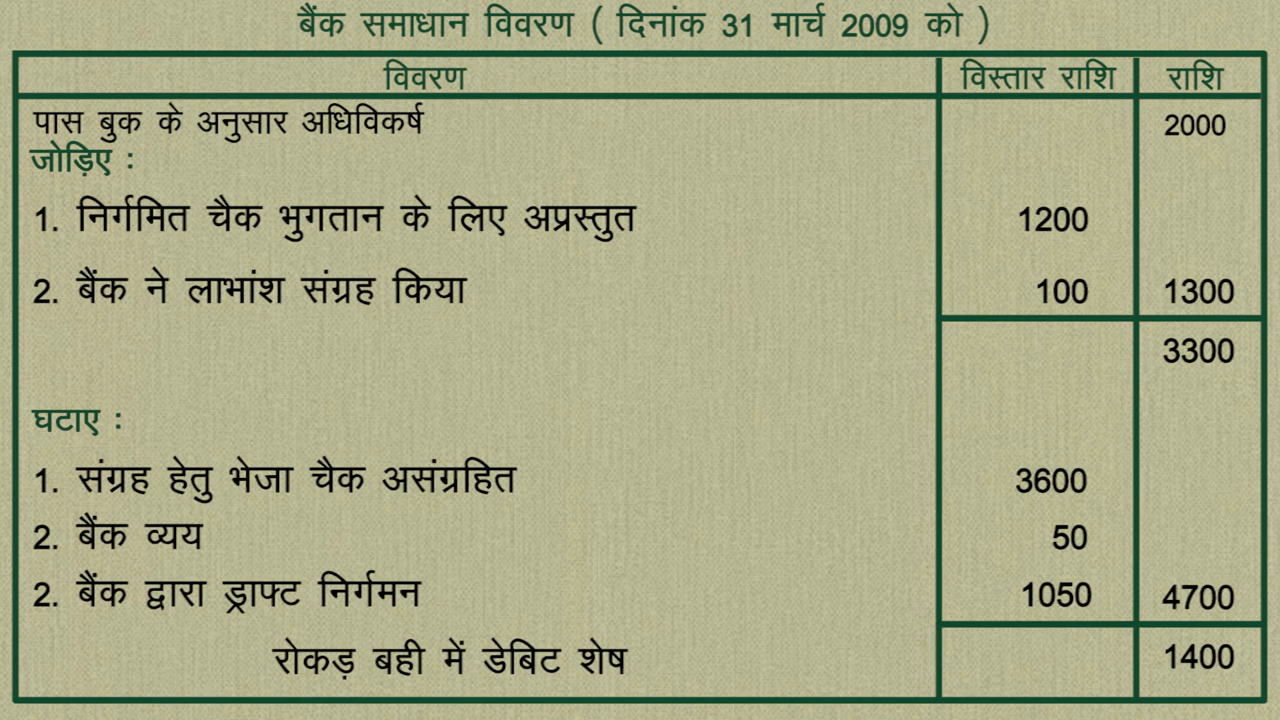 बैंक समाधान विवरण ( दिनांक 31 मार्च 2009 को )
विवरण विस्तार राशि राशि
पास बुक के अनुसार अधिविकर्ष 2000
जोड़िए :
1. निर्गमित चैक भुगतान के लिए अप्रस्तुत 1200
2. बैंक ने लाभांश संग्रह किया 100 1300
3300
घटाए :
1. संग्रह हेतु भेजा चैक असंग्रहित 3600
2. बैंक व्यय 50
2. बैंक द्वारा ड्राफ्ट निर्गमन 1050 4700
रोकड़ बही में डेबिट शेष 1400